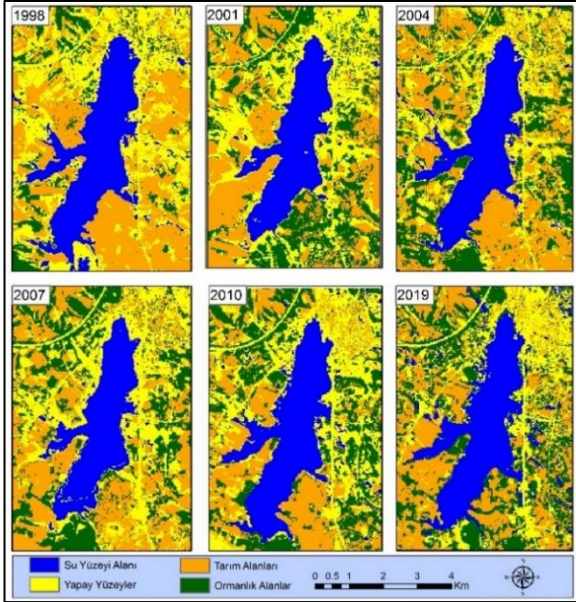 1998
2001
2004
2007
2010
2019
Su Yüzeyi Alanı
Tarım Alanları
Yapay Yüzeyler
Ormanlık Alanlar
0 0.5 1 2 3 4
Km